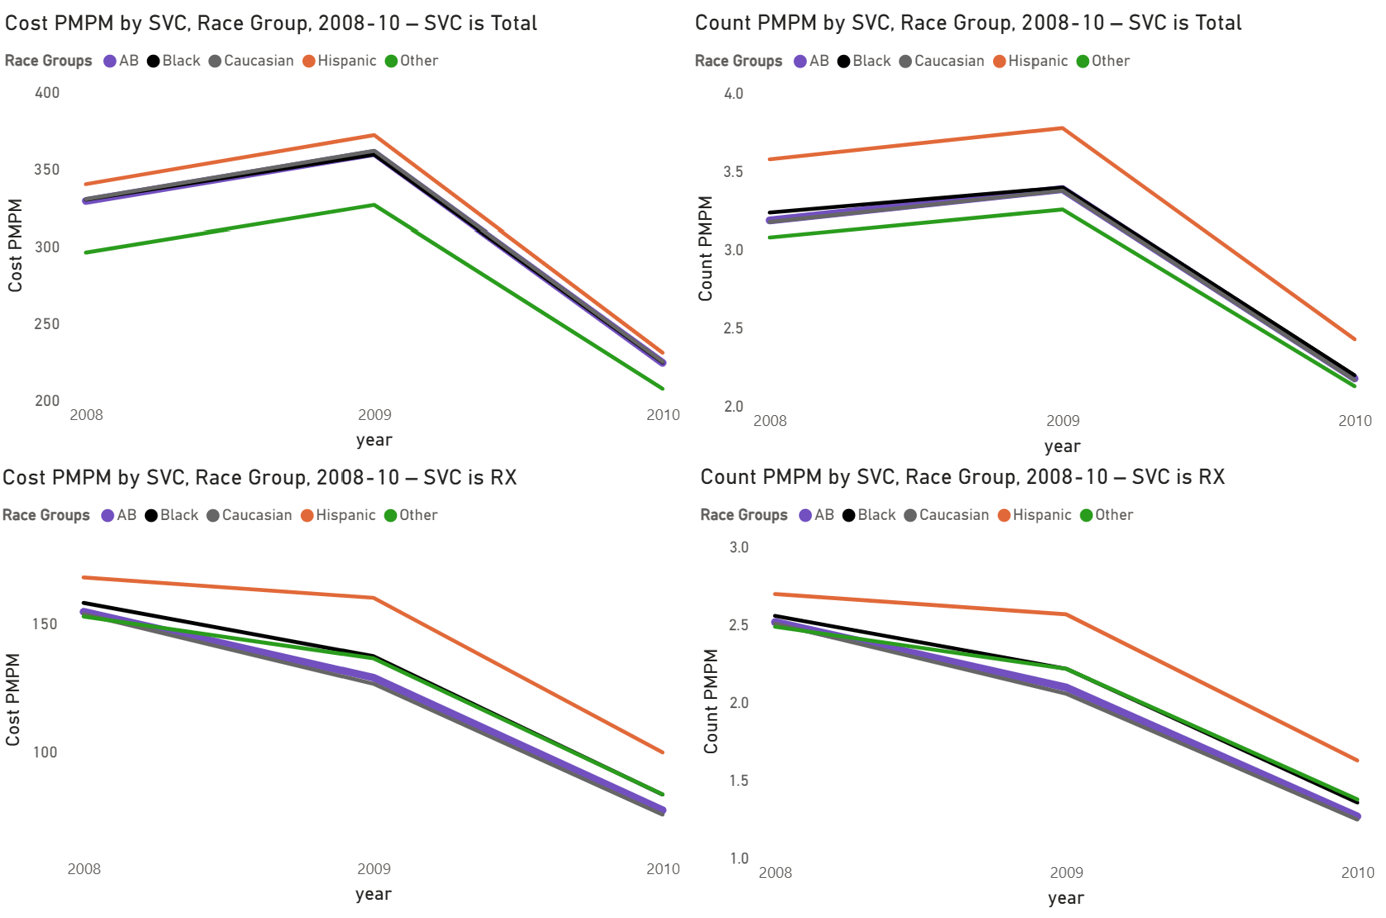 Cost PMPM by SVC, Race Group, 2008-10 – SVC is Total
Race Groups AB Black Caucasian Hispanic Other
400
350
300
250
200
Cost PMPM
2008 2009 2010
year
Count PMPM by SVC, Race Group, 2008-10 – SVC is Total
Race Groups AB Black Caucasian Hispanic Other
4.0
3.5
3.0
2.5
2.0
Count PMPM
2008 2009 2010
year
Cost PMPM by SVC, Race Group, 2008-10 – SVC is RX
Race Groups AB Black Caucasian Hispanic Other
150
100
Cost PMPM
2008 2009 2010
year
Count PMPM by SVC, Race Group, 2008-10 – SVC is RX
Race Groups AB Black Caucasian Hispanic Other
3.0
2.5
2.0
1.5
1.0
Count PMPM
2008 2009 2010
year